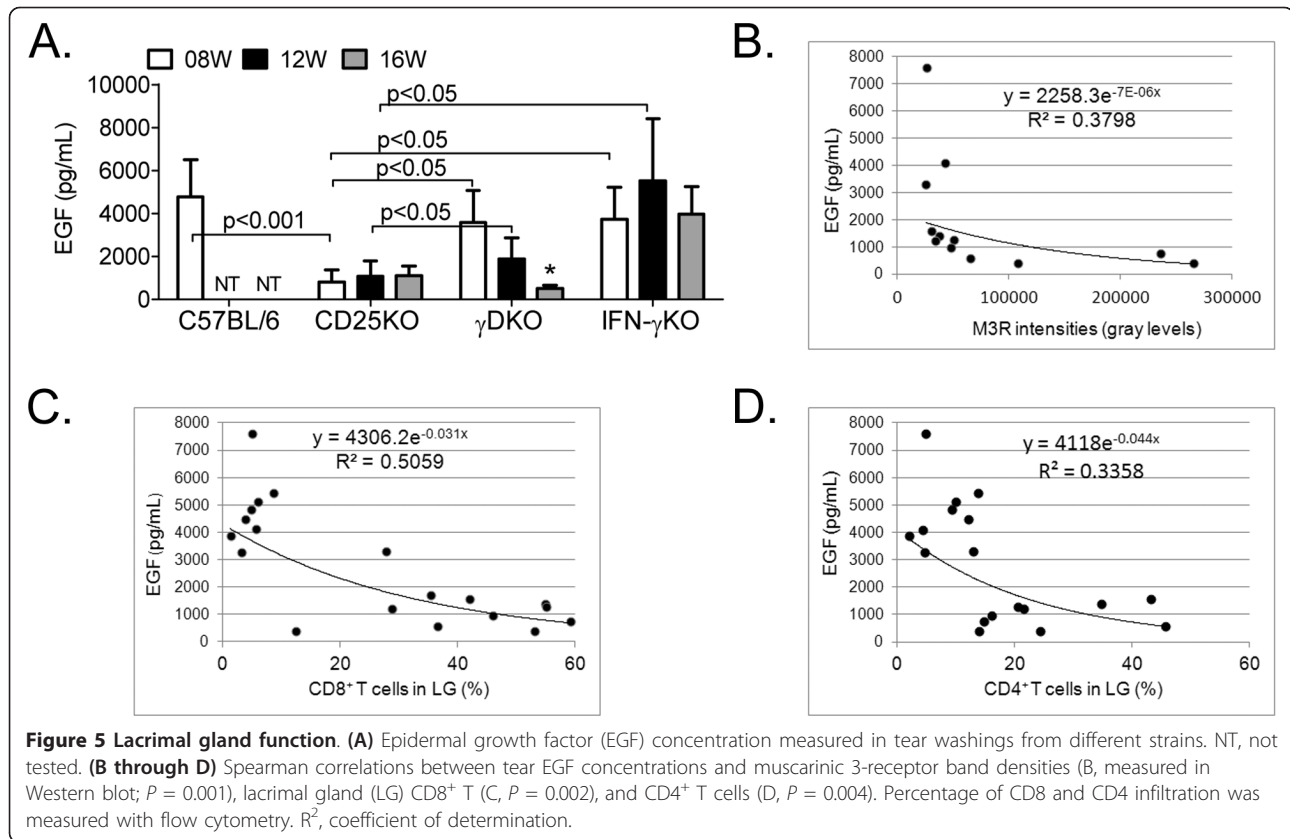 A.
08W 12W 16W
10000
8000
6000
4000
2000
0
EGF (pg/mL)
p<0.05
p<0.05
p<0.05
p<0.05
p<0.001
NT NT
*
C57BL/6 CD25KO γDKO IFN-γKO
B.
8000
7000
6000
5000
4000
3000
2000
1000
0
EGF (pg/mL)
y = 2258.3e^-7E-06x
R² = 0.3798
0 100000 200000 300000
M3R intensities (gray levels)
C.
8000
7000
6000
5000
4000
3000
2000
1000
0
EGF (pg/mL)
y = 4306.2e^-0.031x
R² = 0.5059
0 20 40 60
CD8⁺ T cells in LG (%)
D.
8000
7000
6000
5000
4000
3000
2000
1000
0
EGF (pg/mL)
y = 4118e^-0.044x
R² = 0.3358
0 20 40 60
CD4⁺ T cells in LG (%)
Figure 5 Lacrimal gland function. (A) Epidermal growth factor (EGF) concentration measured in tear washings from different strains. NT, not
tested. (B through D) Spearman correlations between tear EGF concentrations and muscarinic 3-receptor band densities (B, measured in
Western blot; P = 0.001), lacrimal gland (LG) CD8⁺ T (C, P = 0.002), and CD4⁺ T cells (D, P = 0.004). Percentage of CD8 and CD4 infiltration was
measured with flow cytometry. R², coefficient of determination.